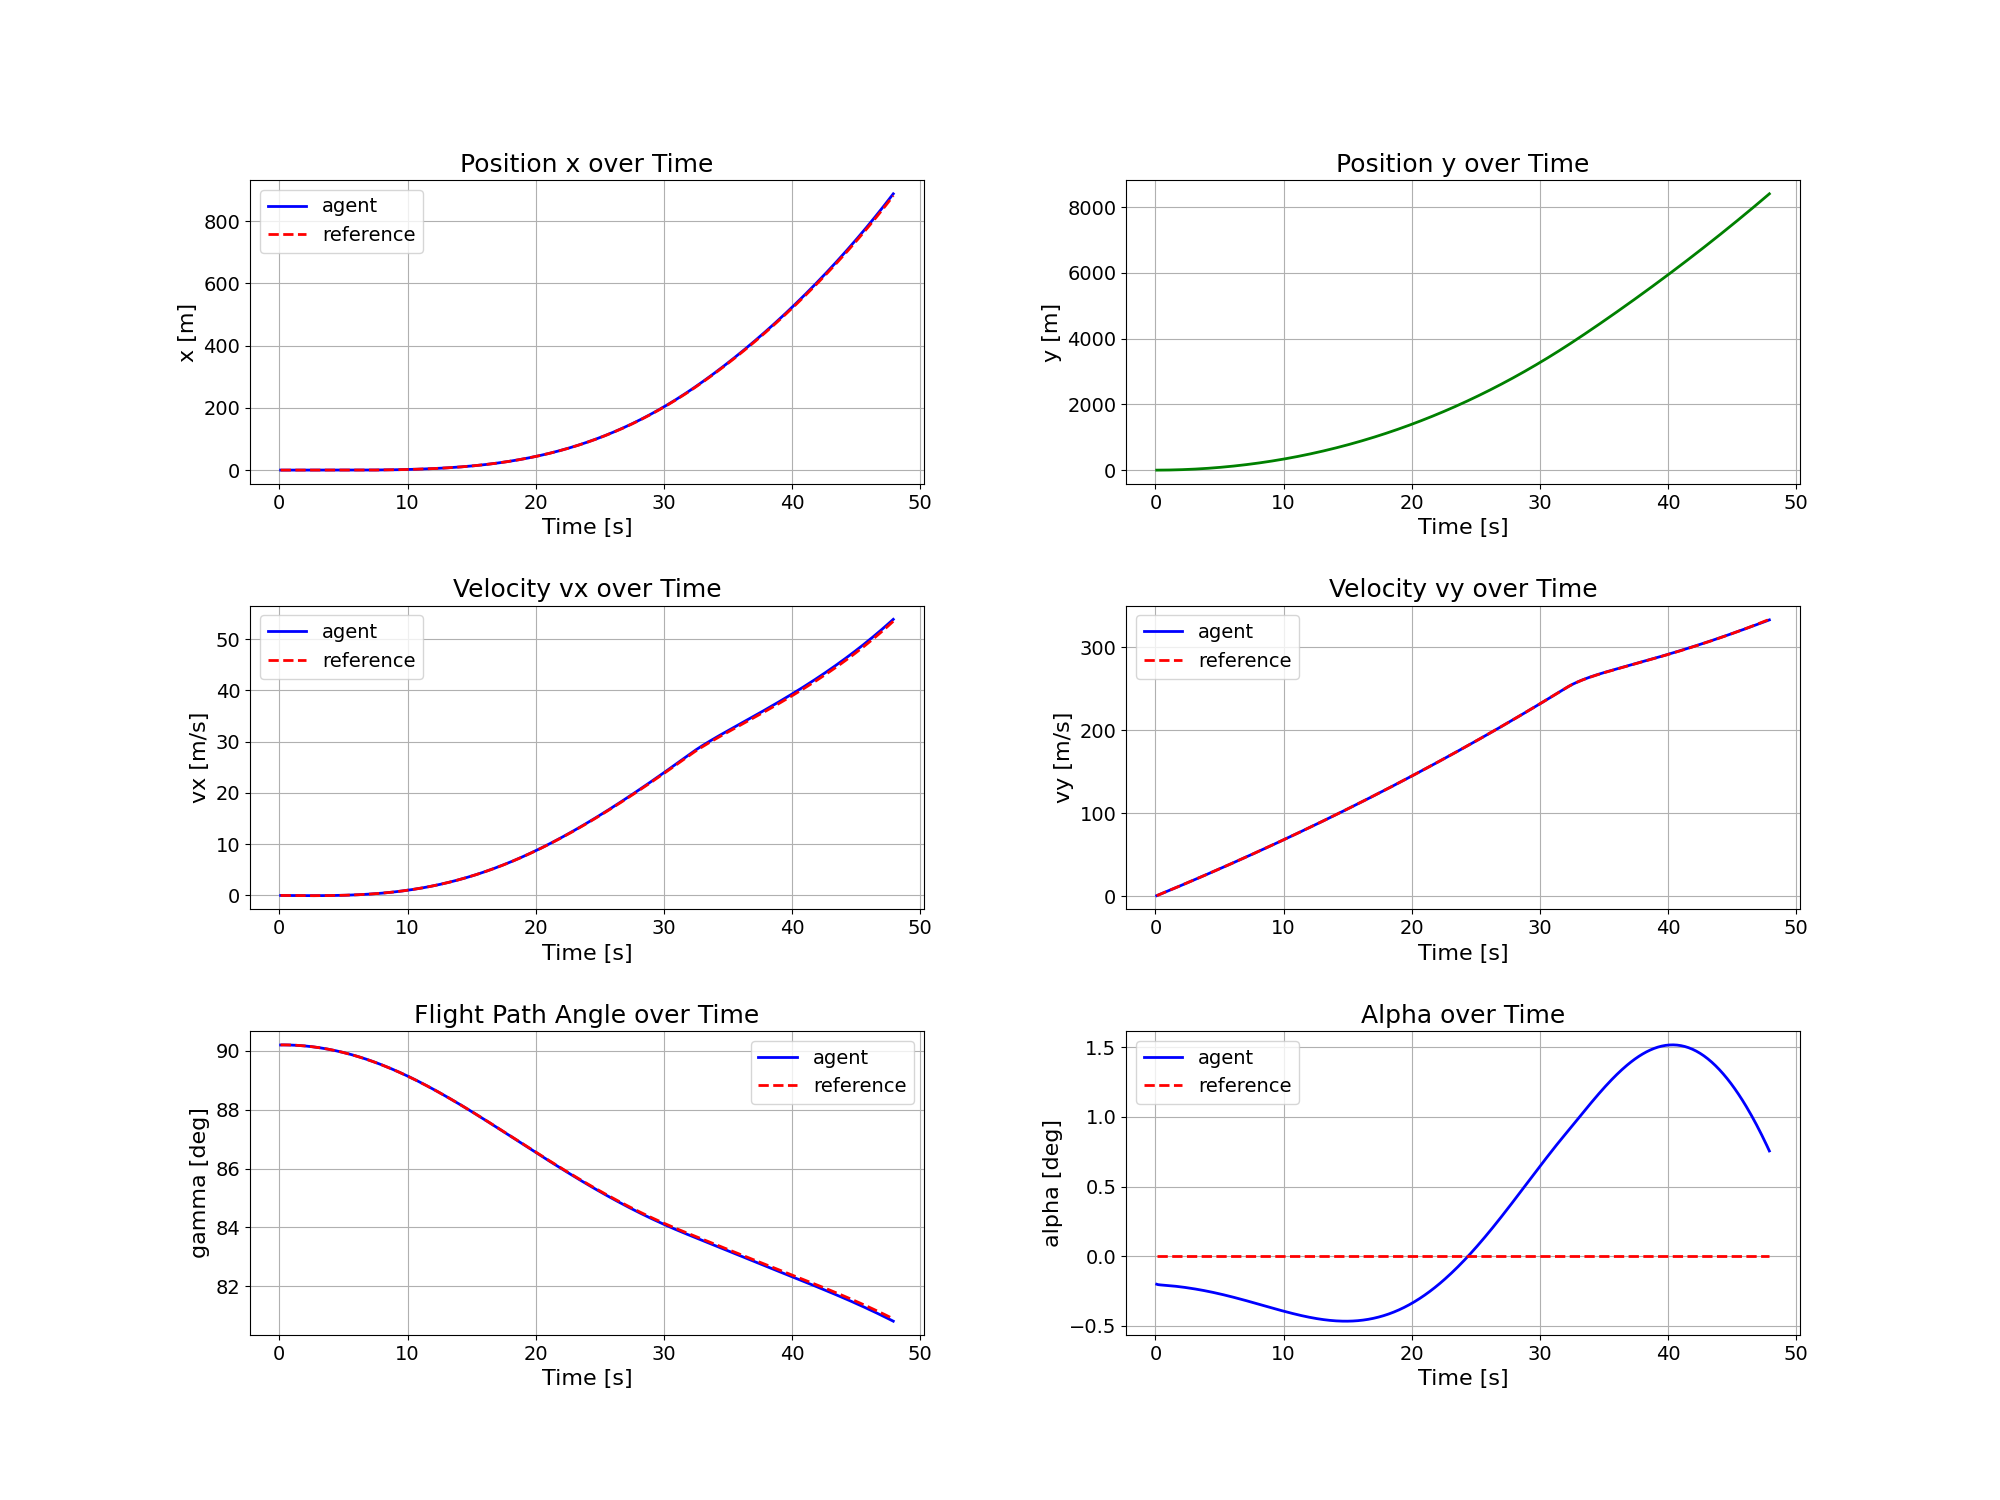 Position x over Time
agent
reference
800
600
400
200
0
x [m]
0 10 20 30 40 50
Time [s]
Position y over Time
8000
6000
4000
2000
0
y [m]
0 10 20 30 40 50
Time [s]
Velocity vx over Time
agent
reference
50
40
30
20
10
0
vx [m/s]
0 10 20 30 40 50
Time [s]
Velocity vy over Time
agent
reference
300
200
100
0
vy [m/s]
0 10 20 30 40 50
Time [s]
Flight Path Angle over Time
agent
reference
90
88
86
84
82
gamma [deg]
0 10 20 30 40 50
Time [s]
Alpha over Time
agent
reference
1.5
1.0
0.5
0.0
−0.5
alpha [deg]
0 10 20 30 40 50
Time [s]